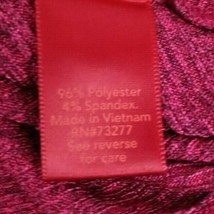 96% Polyester
4% Spandex.
Made in Vietnam
RN#73277
See reverse
for care